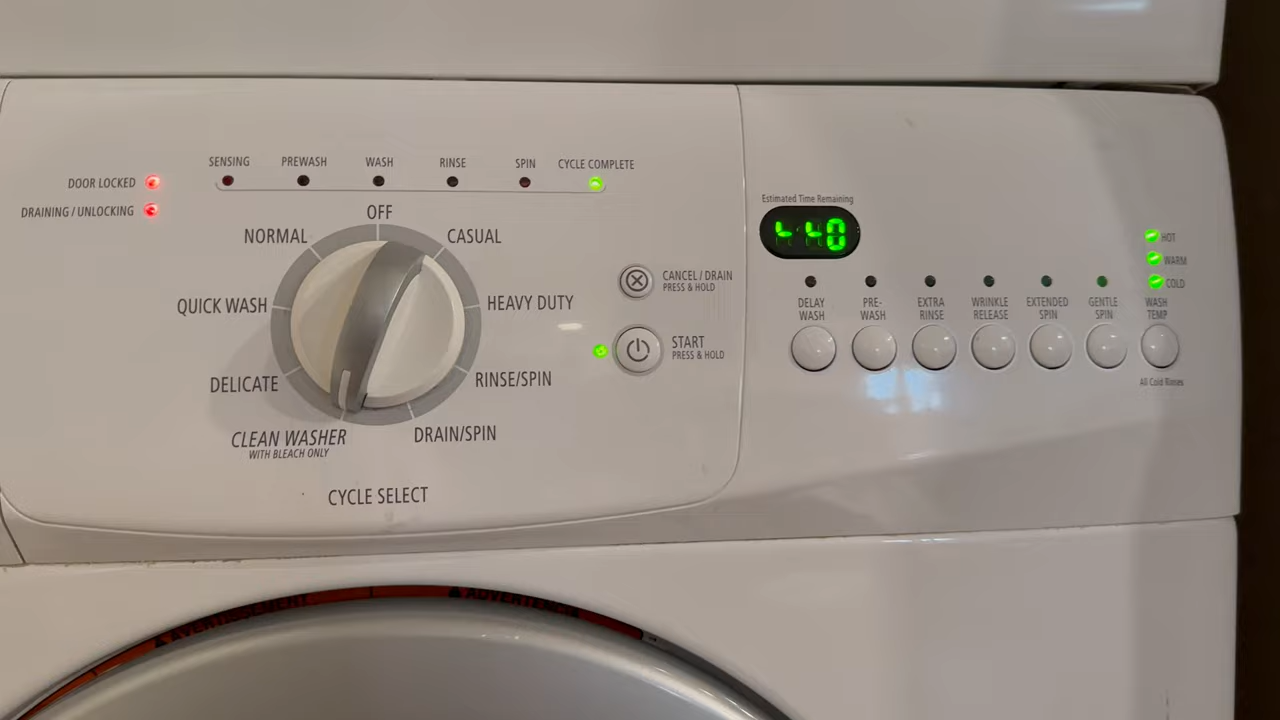 SENSING
PREWASH
WASH
RINSE
SPIN
CYCLE COMPLETE
DOOR LOCKED
DRAINING / UNLOCKING
OFF
NORMAL
CASUAL
QUICK WASH
HEAVY DUTY
DELICATE
RINSE/SPIN
CLEAN WASHER
WITH BLEACH ONLY
DRAIN/SPIN
CYCLE SELECT
CANCEL / DRAIN
PRESS & HOLD
START
PRESS & HOLD
Estimated Time Remaining
HOT
WARM
COLD
DELAY
WASH
PRE-
WASH
EXTRA
RINSE
WRINKLE
RELEASE
EXTENDED
SPIN
GENTLE
SPIN
WASH
TEMP
All Cold Rinses
AVERTISSEMENT
ADVERTENCIA